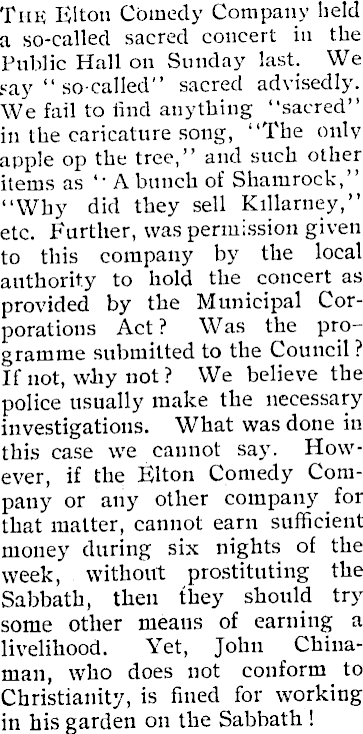 THE Elton Comedy Company held
a so-called sacred concert in the
Public Hall on Sunday last. We
say " so-called" sacred advisedly.
We fail to find anything "sacred"
in the caricature song, "The only
apple op the tree," and such other
items as " A bunch of Shamrock,"
"Why did they sell Killarney,"
etc. Further, was permission given
to this company by the local
authority to hold the concert as
provided by the Municipal Cor-
porations Act? Was the pro-
gramme submitted to the Council?
If not, why not? We believe the
police usually make the necessary
investigations. What was done in
this case we cannot say. How-
ever, if the Elton Comedy Com-
pany or any other company for
that matter, cannot earn sufficient
money during six nights of the
week, without prostituting the
Sabbath, then they should try
some other means of earning a
livelihood. Yet, John China-
man, who does not conform to
Christianity, is fined for working
in his garden on the Sabbath!